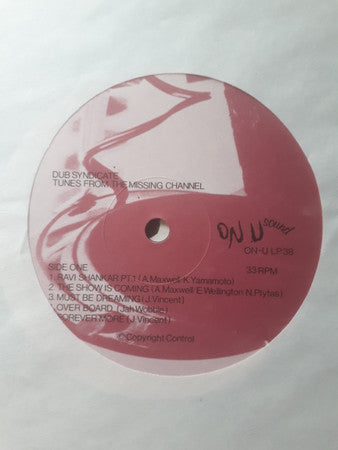 DUB SYNDICATE
TUNES FROM THE MISSING CHANNEL
ON U sound
ON-U LP38
SIDE ONE
33 RPM
1. RAVI SHANKAR PT.1 (A.Maxwell-K.Yamamoto)
2. THE SHOW IS COMING (A.Maxwell/E.Wellington-N.Plytas)
3. MUST BE DREAMING (J.Vincent)
OVER BOARD (Jah Wobble)
FOREVER MORE (J.Vincent)
© Copyright Control